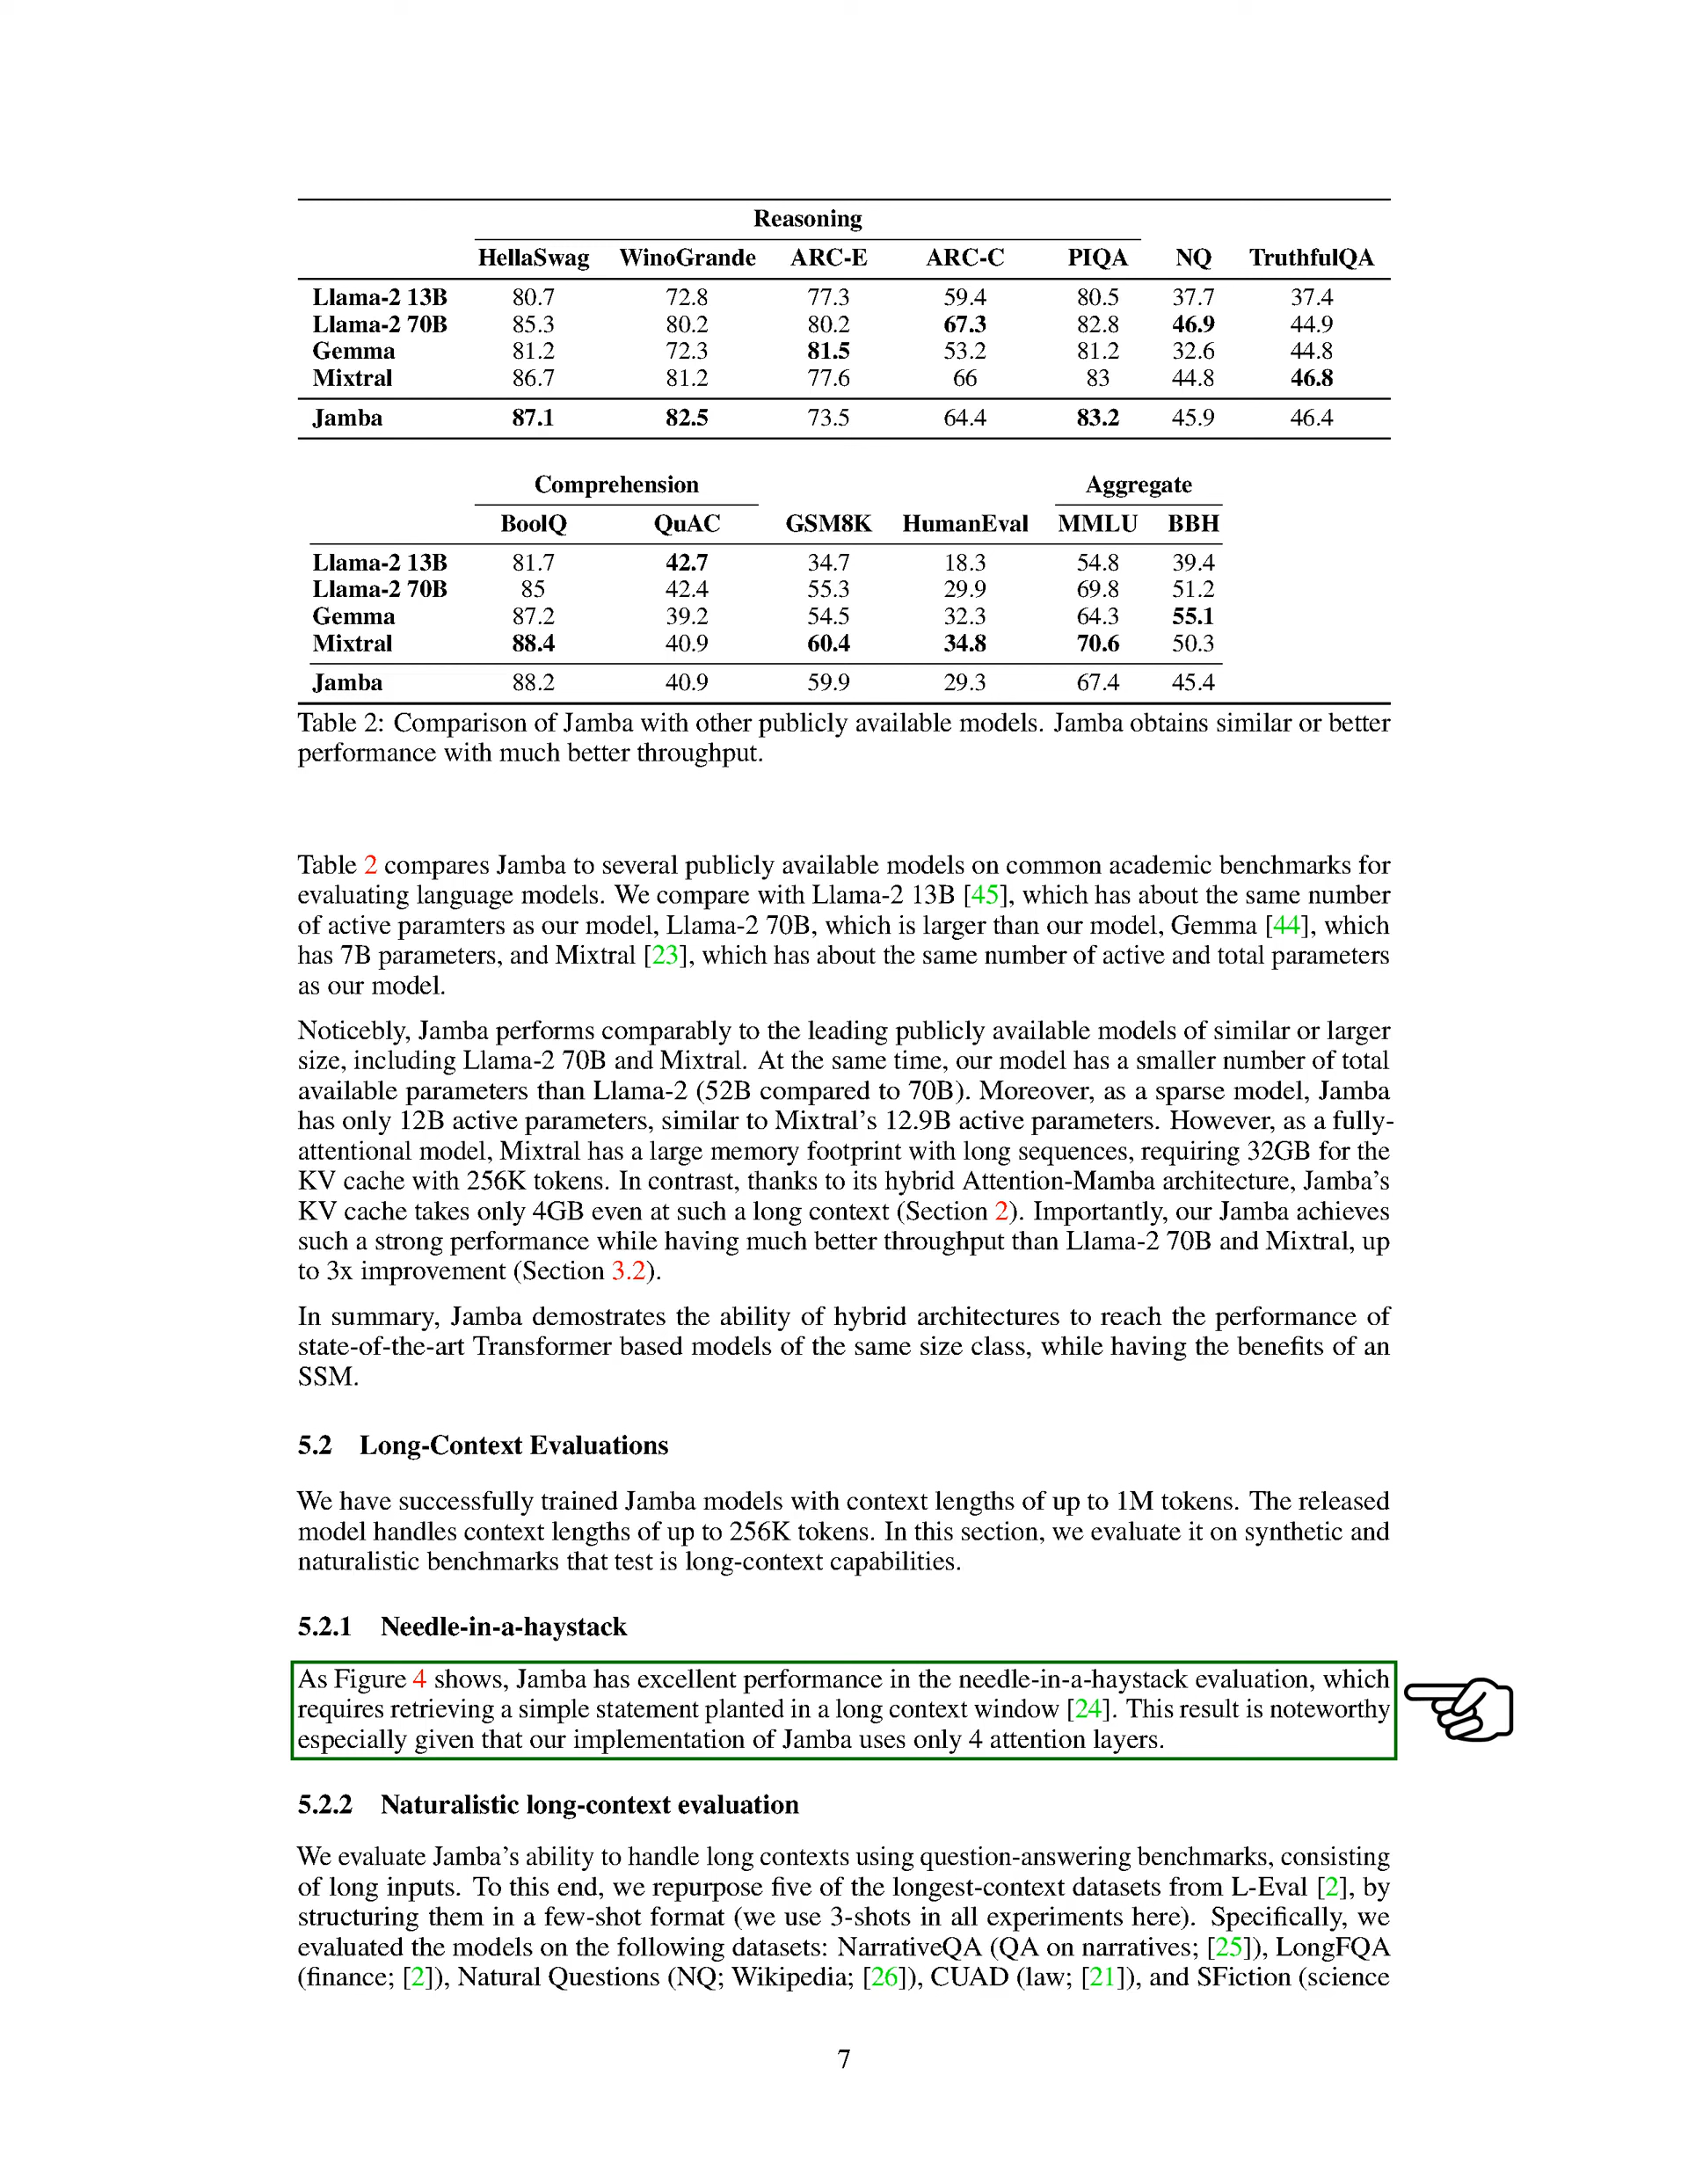 Reasoning
HellaSwag WinoGrande ARC-E ARC-C PIQA NQ TruthfulQA
Llama-2 13B 80.7 72.8 77.3 59.4 80.5 37.7 37.4
Llama-2 70B 85.3 80.2 80.2 67.3 82.8 46.9 44.9
Gemma 81.2 72.3 81.5 53.2 81.2 32.6 44.8
Mixtral 86.7 81.2 77.6 66 83 44.8 46.8
Jamba 87.1 82.5 73.5 64.4 83.2 45.9 46.4
Comprehension Aggregate
BoolQ QuAC GSM8K HumanEval MMLU BBH
Llama-2 13B 81.7 42.7 34.7 18.3 54.8 39.4
Llama-2 70B 85 42.4 55.3 29.9 69.8 51.2
Gemma 87.2 39.2 54.5 32.3 64.3 55.1
Mixtral 88.4 40.9 60.4 34.8 70.6 50.3
Jamba 88.2 40.9 59.9 29.3 67.4 45.4
Table 2: Comparison of Jamba with other publicly available models. Jamba obtains similar or better
performance with much better throughput.
Table 2 compares Jamba to several publicly available models on common academic benchmarks for
evaluating language models. We compare with Llama-2 13B [45], which has about the same number
of active paramters as our model, Llama-2 70B, which is larger than our model, Gemma [44], which
has 7B parameters, and Mixtral [23], which has about the same number of active and total parameters
as our model.
Noticebly, Jamba performs comparably to the leading publicly available models of similar or larger
size, including Llama-2 70B and Mixtral. At the same time, our model has a smaller number of total
available parameters than Llama-2 (52B compared to 70B). Moreover, as a sparse model, Jamba
has only 12B active parameters, similar to Mixtral's 12.9B active parameters. However, as a fully-
attentional model, Mixtral has a large memory footprint with long sequences, requiring 32GB for the
KV cache with 256K tokens. In contrast, thanks to its hybrid Attention-Mamba architecture, Jamba's
KV cache takes only 4GB even at such a long context (Section 2). Importantly, our Jamba achieves
such a strong performance while having much better throughput than Llama-2 70B and Mixtral, up
to 3x improvement (Section 3.2).
In summary, Jamba demostrates the ability of hybrid architectures to reach the performance of
state-of-the-art Transformer based models of the same size class, while having the benefits of an
SSM.
5.2 Long-Context Evaluations
We have successfully trained Jamba models with context lengths of up to 1M tokens. The released
model handles context lengths of up to 256K tokens. In this section, we evaluate it on synthetic and
naturalistic benchmarks that test is long-context capabilities.
5.2.1 Needle-in-a-haystack
As Figure 4 shows, Jamba has excellent performance in the needle-in-a-haystack evaluation, which
requires retrieving a simple statement planted in a long context window [24]. This result is noteworthy
especially given that our implementation of Jamba uses only 4 attention layers.
5.2.2 Naturalistic long-context evaluation
We evaluate Jamba's ability to handle long contexts using question-answering benchmarks, consisting
of long inputs. To this end, we repurpose five of the longest-context datasets from L-Eval [2], by
structuring them in a few-shot format (we use 3-shots in all experiments here). Specifically, we
evaluated the models on the following datasets: NarrativeQA (QA on narratives; [25]), LongFQA
(finance; [2]), Natural Questions (NQ; Wikipedia; [26]), CUAD (law; [21]), and SFiction (science
7